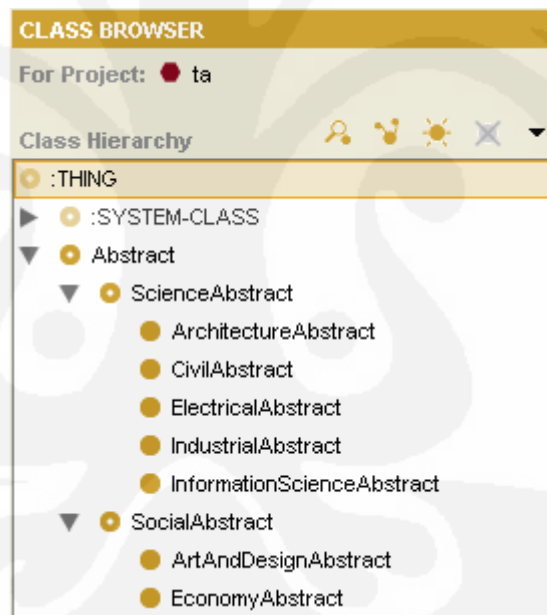 CLASS BROWSER
For Project: ta
Class Hierarchy
:THING
:SYSTEM-CLASS
Abstract
ScienceAbstract
ArchitectureAbstract
CivilAbstract
ElectricalAbstract
IndustrialAbstract
InformationScienceAbstract
SocialAbstract
ArtAndDesignAbstract
EconomyAbstract